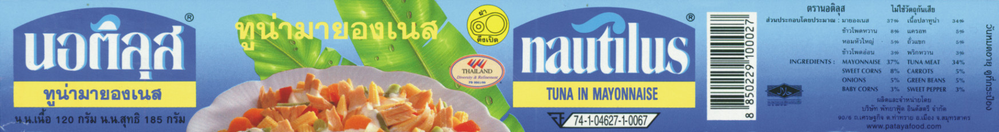 นอติลุส ®
ทูน่ามายองเนส
น.น.เนื้อ 120 กรัม น.น.สุทธิ 185 กรัม
ทูน่ามายองเนส
ฝา
ดึงเปิด
THAILAND
Diversity & Refinement
nautilus ®
TUNA IN MAYONNAISE
74-1-04627-1-0067
8 850229 100027
ตรานอติลุส ไม่ใช้วัตถุกันเสีย
ส่วนประกอบโดยประมาณ : มายองเนส 37% เนื้อปลาทูน่า 34%
ข้าวโพดหวาน 8% แครอท 5%
หอมหัวใหญ่ 5% ถั่วแขก 5%
ข้าวโพดอ่อน 3% พริกหวาน 3%
INGREDIENTS : MAYONNAISE 37% TUNA MEAT 34%
SWEET CORNS 8% CARROTS 5%
ONIONS 5% GREEN BEANS 5%
BABY CORNS 3% SWEET PEPPER 3%
ผลิตและจำหน่ายโดย
บริษัท พัทยาฟู้ด อินดัสตรี จำกัด
90/6 ถ.เศรษฐกิจ ต.ท่าทราย อ.เมือง จ.สมุทรสาคร
www.patayafood.com
حلال
วันหมดอายุ ดูที่กระป๋อง